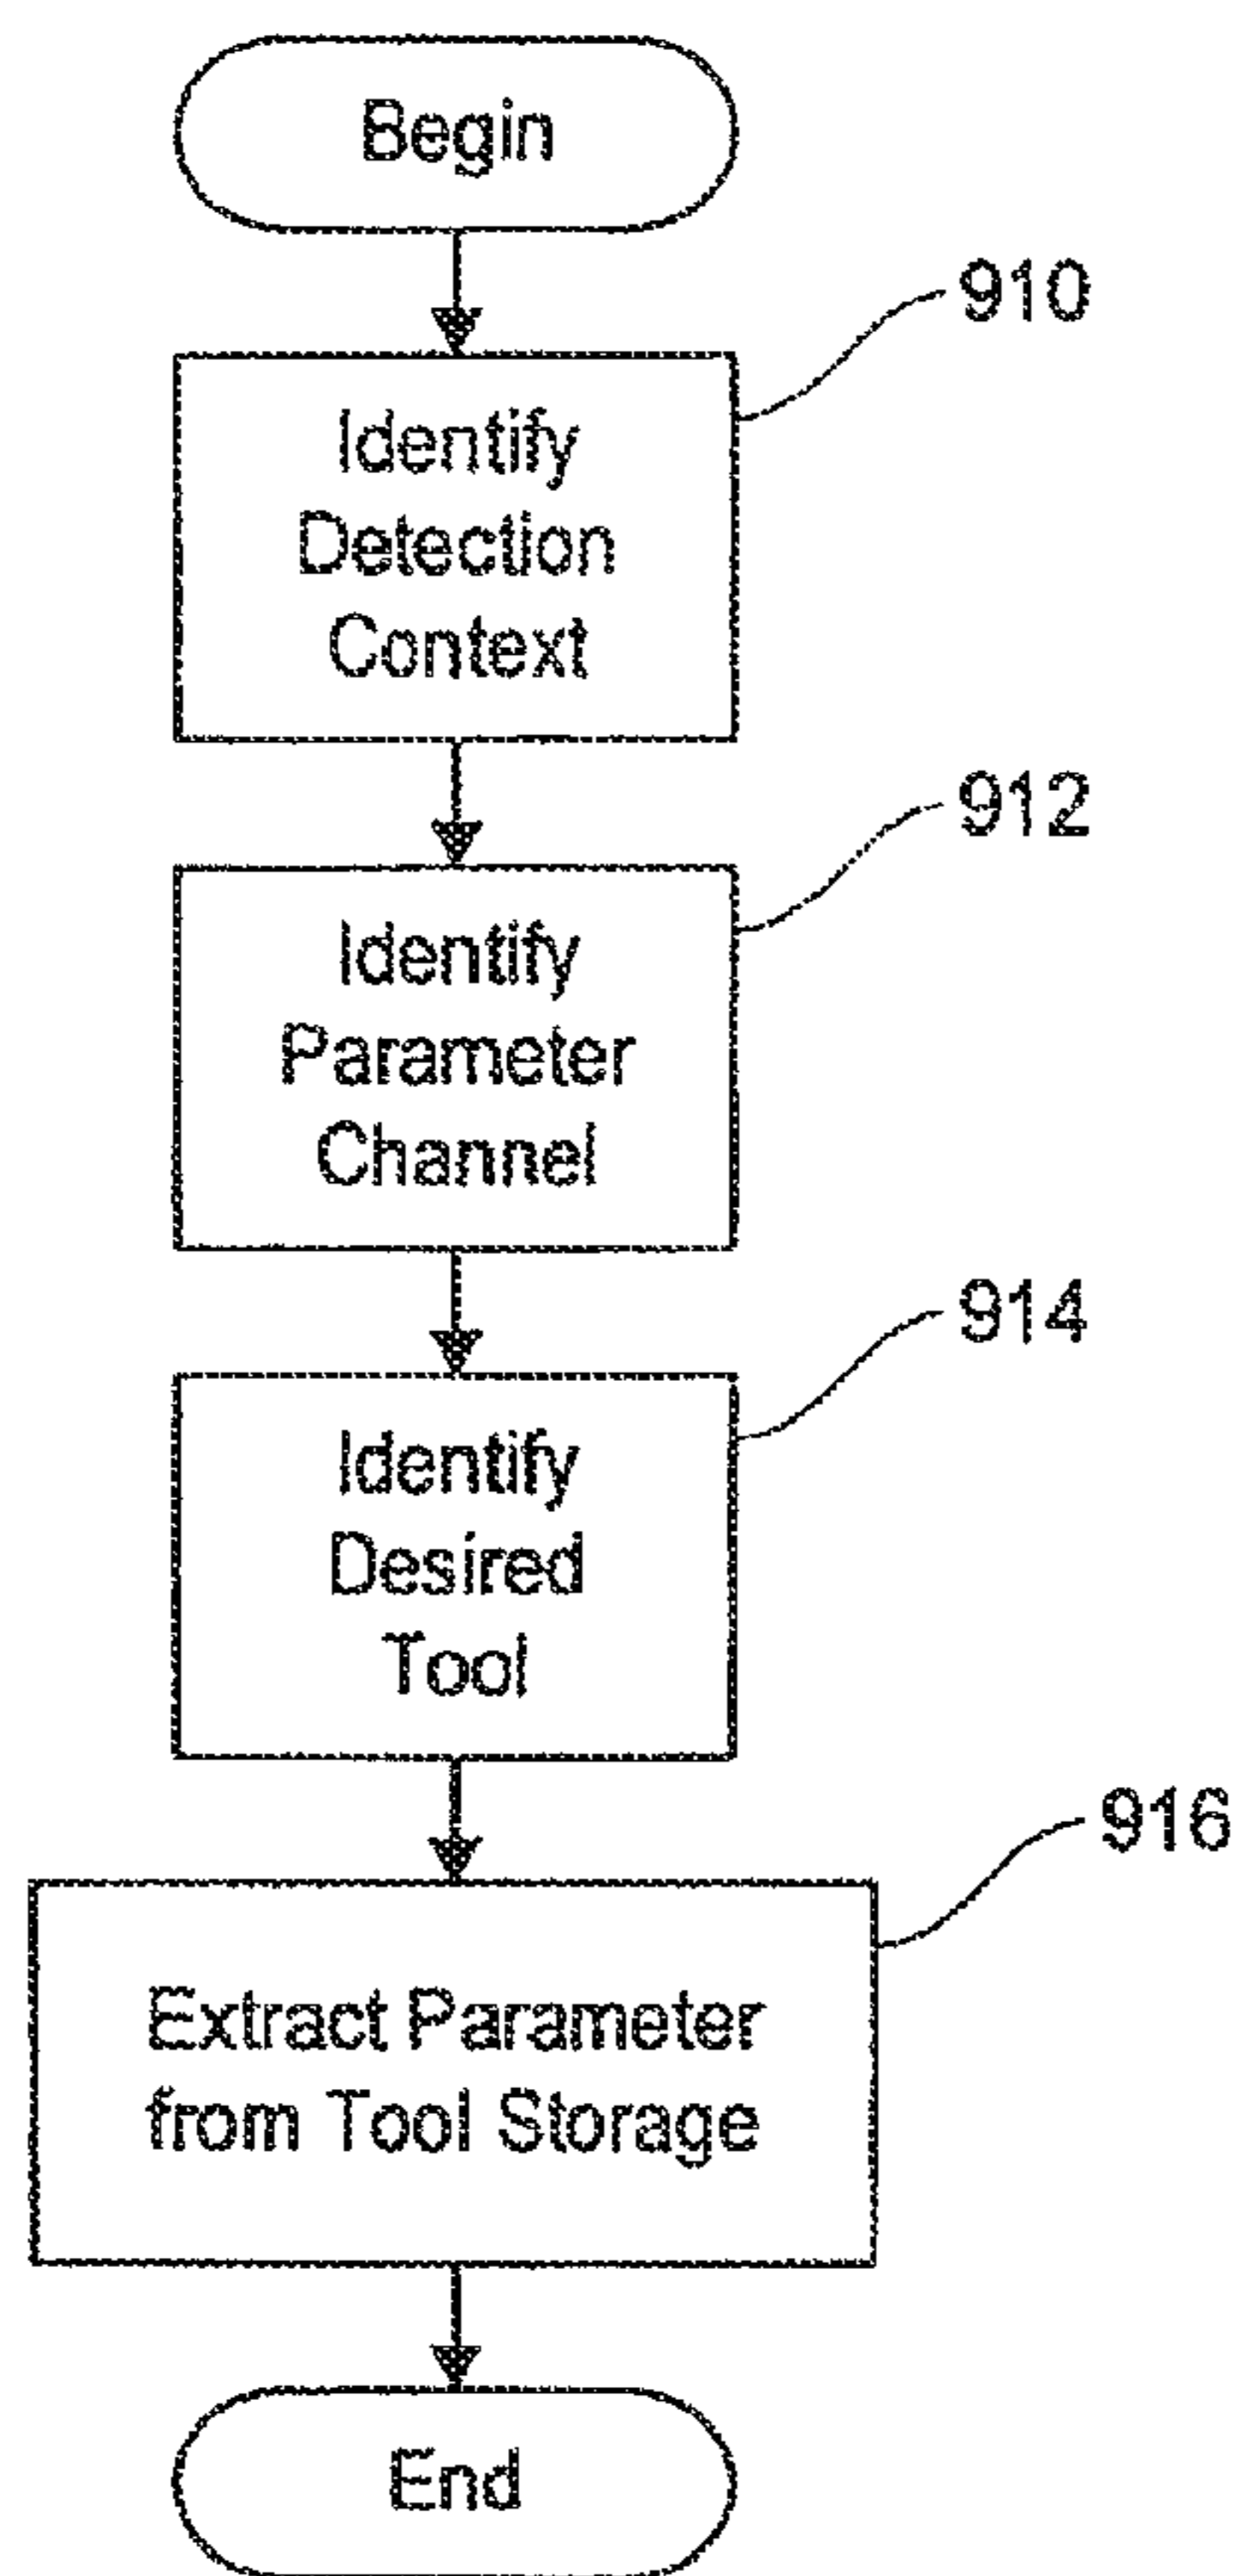 Begin
910
Identify
Detection
Context
912
Identify
Parameter
Channel
914
Identify
Desired
Tool
916
Extract Parameter
from Tool Storage
End